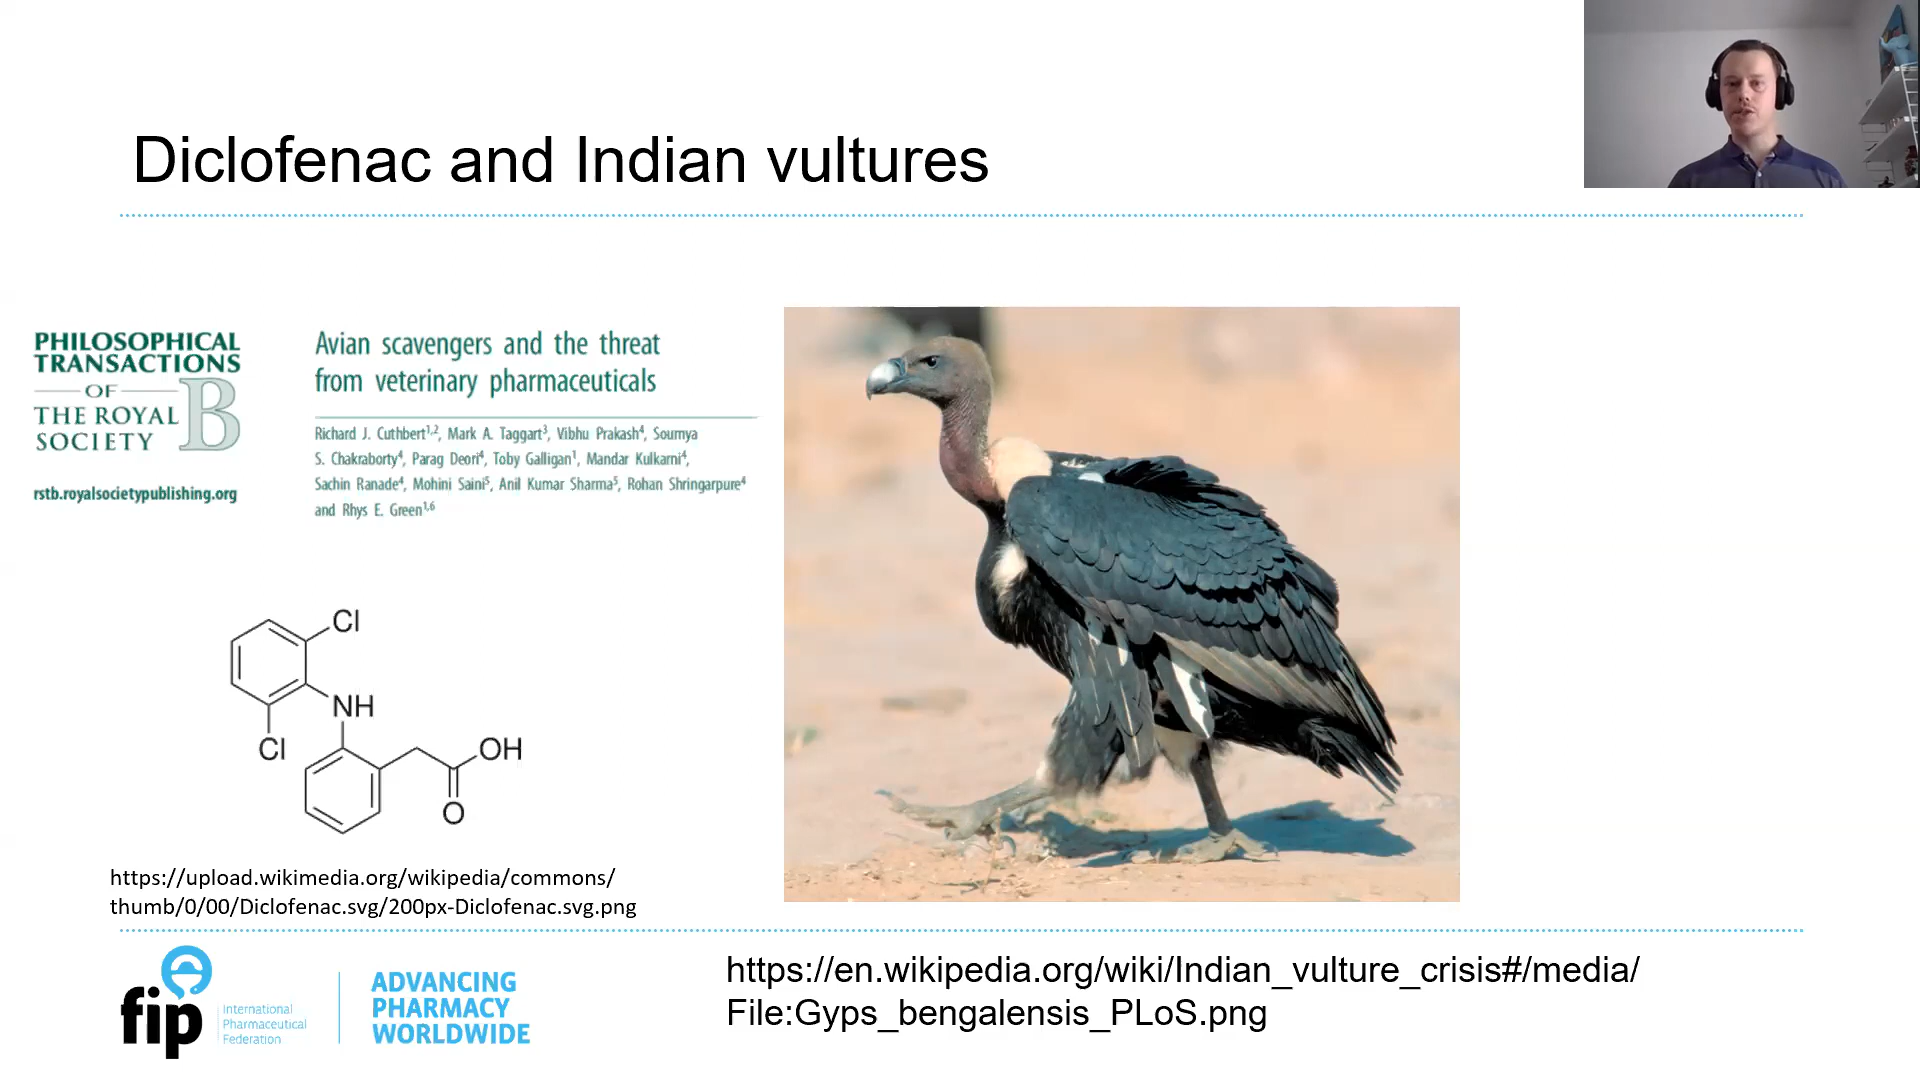 Diclofenac and Indian vultures
PHILOSOPHICAL
TRANSACTIONS
OF
THE ROYAL
SOCIETY B
rstb.royalsocietypublishing.org
Avian scavengers and the threat
from veterinary pharmaceuticals
Richard J. Cuthbert1,2, Mark A. Taggart3, Vibhu Prakash4, Soumya
S. Chakraborty4, Parag Deori4, Toby Galligan1, Mandar Kulkarni4,
Sachin Ranade4, Mohini Saini5, Anil Kumar Sharma5, Rohan Shringarpure4
and Rhys E. Green1,6
Cl
NH
Cl
OH
O
https://upload.wikimedia.org/wikipedia/commons/
thumb/0/00/Diclofenac.svg/200px-Diclofenac.svg.png
fip
International
Pharmaceutical
Federation
ADVANCING
PHARMACY
WORLDWIDE
https://en.wikipedia.org/wiki/Indian_vulture_crisis#/media/
File:Gyps_bengalensis_PLoS.png